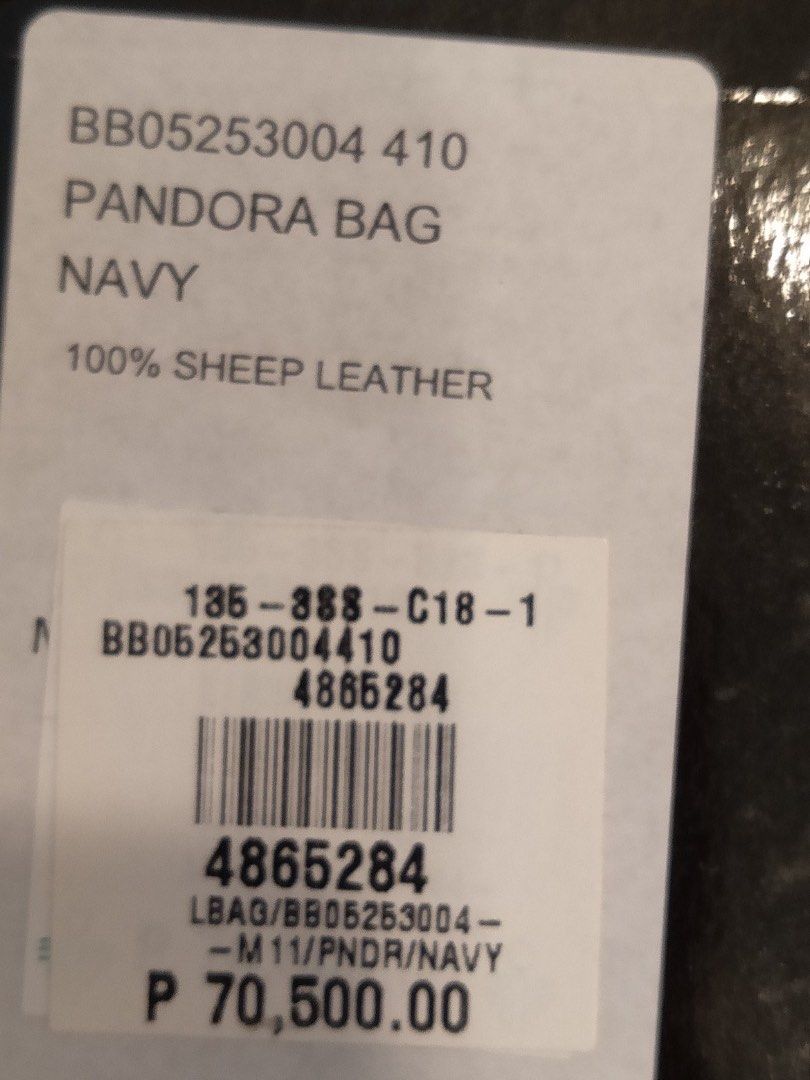 BB05253004 410
PANDORA BAG
NAVY
100% SHEEP LEATHER
135-388-C18-1
BB05253004410
4865284
4865284
LBAG/BB05253004-
-M11/PNDR/NAVY
P 70,500.00